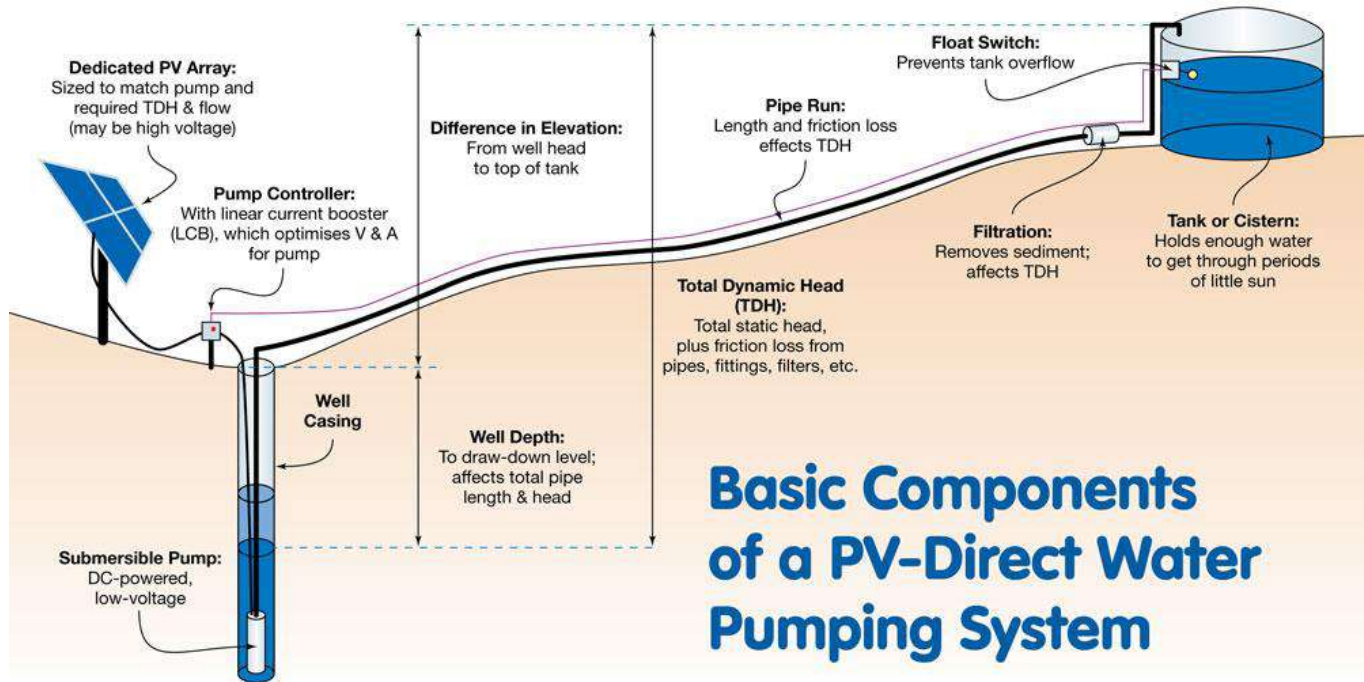 Dedicated PV Array:
Sized to match pump and
required TDH & flow
(may be high voltage)
Pump Controller:
With linear current booster
(LCB), which optimises V & A
for pump
Difference in Elevation:
From well head
to top of tank
Float Switch:
Prevents tank overflow
Pipe Run:
Length and friction loss
effects TDH
Filtration:
Removes sediment;
affects TDH
Tank or Cistern:
Holds enough water
to get through periods
of little sun
Total Dynamic Head
(TDH):
Total static head,
plus friction loss from
pipes, fittings, filters, etc.
Well
Casing
Well Depth:
To draw-down level;
affects total pipe
length & head
Submersible Pump:
DC-powered,
low-voltage
Basic Components
of a PV-Direct Water
Pumping System